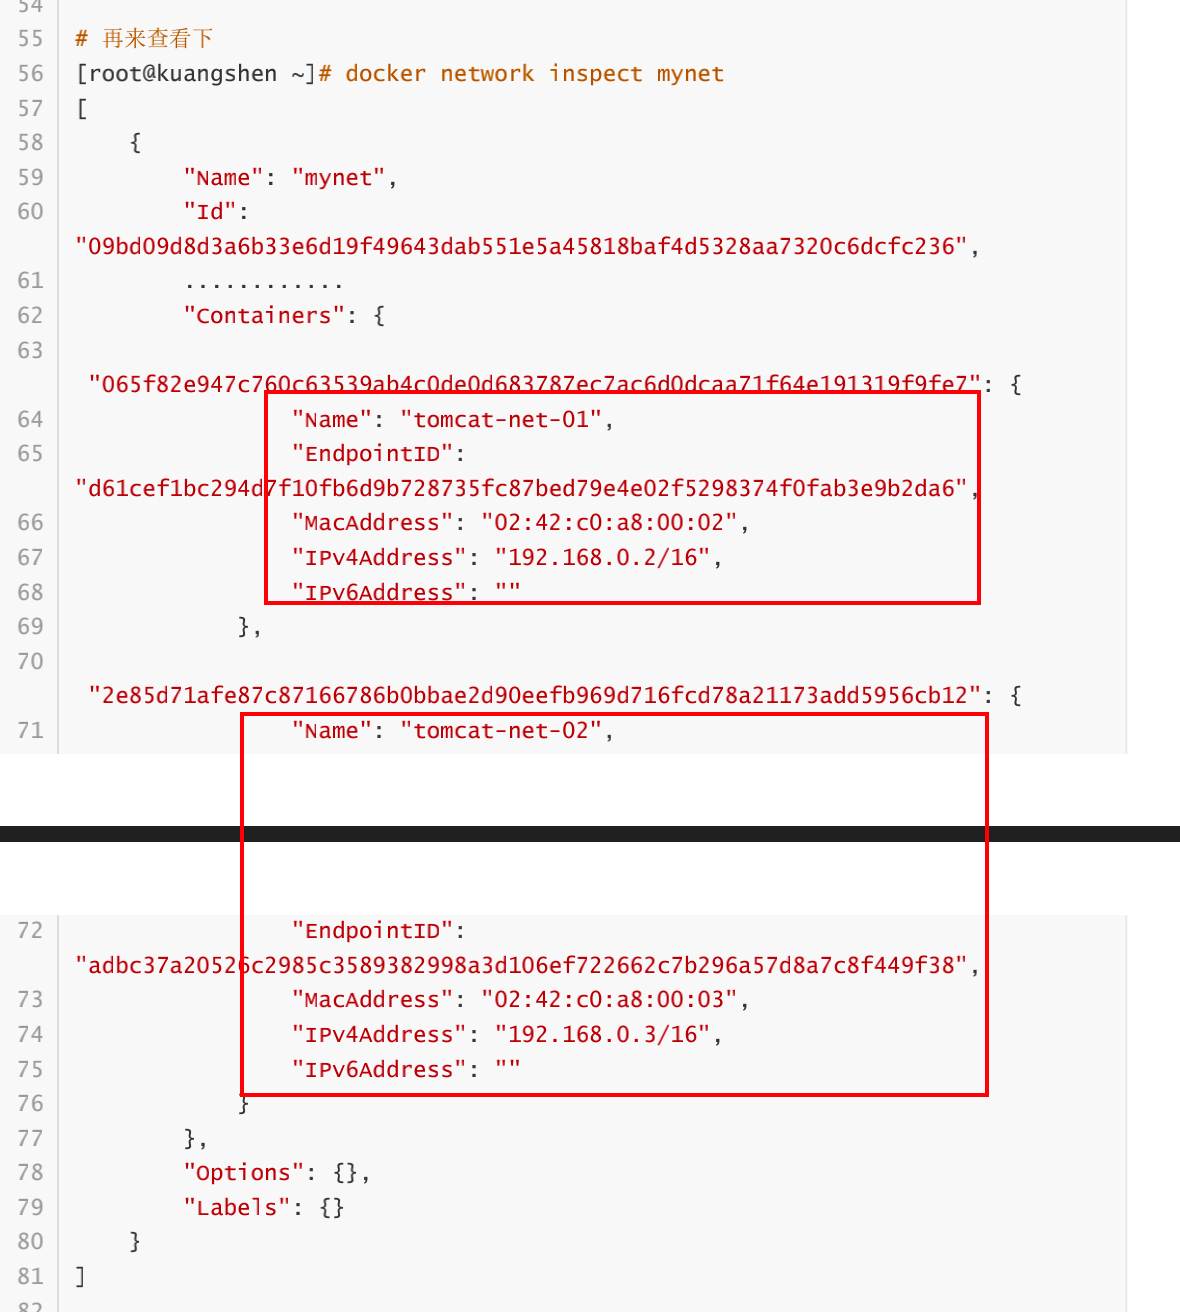 54
55 # 再来查看下
56 [root@kuangshen ~]# docker network inspect mynet
57 [
58 {
59 "Name": "mynet",
60 "Id":
"09bd09d8d3a6b33e6d19f49643dab551e5a45818baf4d5328aa7320c6dcfc236",
61 ............
62 "Containers": {
63
"065f82e947c760c63539ab4c0de0d683787ec7ac6d0dcaa71f64e191319f9fe7": {
64 "Name": "tomcat-net-01",
65 "EndpointID":
"d61cef1bc294d7f10fb6d9b728735fc87bed79e4e02f5298374f0fab3e9b2da6",
66 "MacAddress": "02:42:c0:a8:00:02",
67 "IPv4Address": "192.168.0.2/16",
68 "IPv6Address": ""
69 },
70
"2e85d71afe87c87166786b0bbae2d90eefb969d716fcd78a21173add5956cb12": {
71 "Name": "tomcat-net-02",
72 "EndpointID":
"adbc37a20526c2985c3589382998a3d106ef722662c7b296a57d8a7c8f449f38",
73 "MacAddress": "02:42:c0:a8:00:03",
74 "IPv4Address": "192.168.0.3/16",
75 "IPv6Address": ""
76 }
77 },
78 "Options": {},
79 "Labels": {}
80 }
81 ]
82